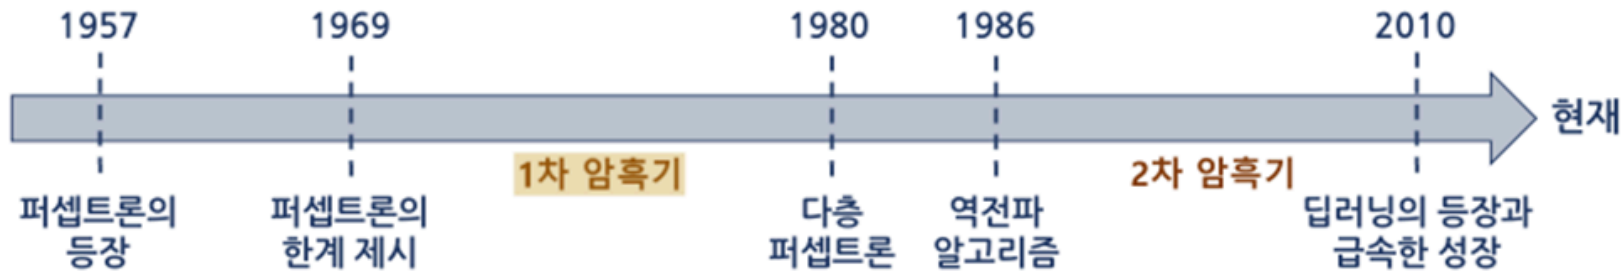 1957
1969
1980
1986
2010
현재
1차 암흑기
2차 암흑기
퍼셉트론의
등장
퍼셉트론의
한계 제시
다층
퍼셉트론
역전파
알고리즘
딥러닝의 등장과
급속한 성장